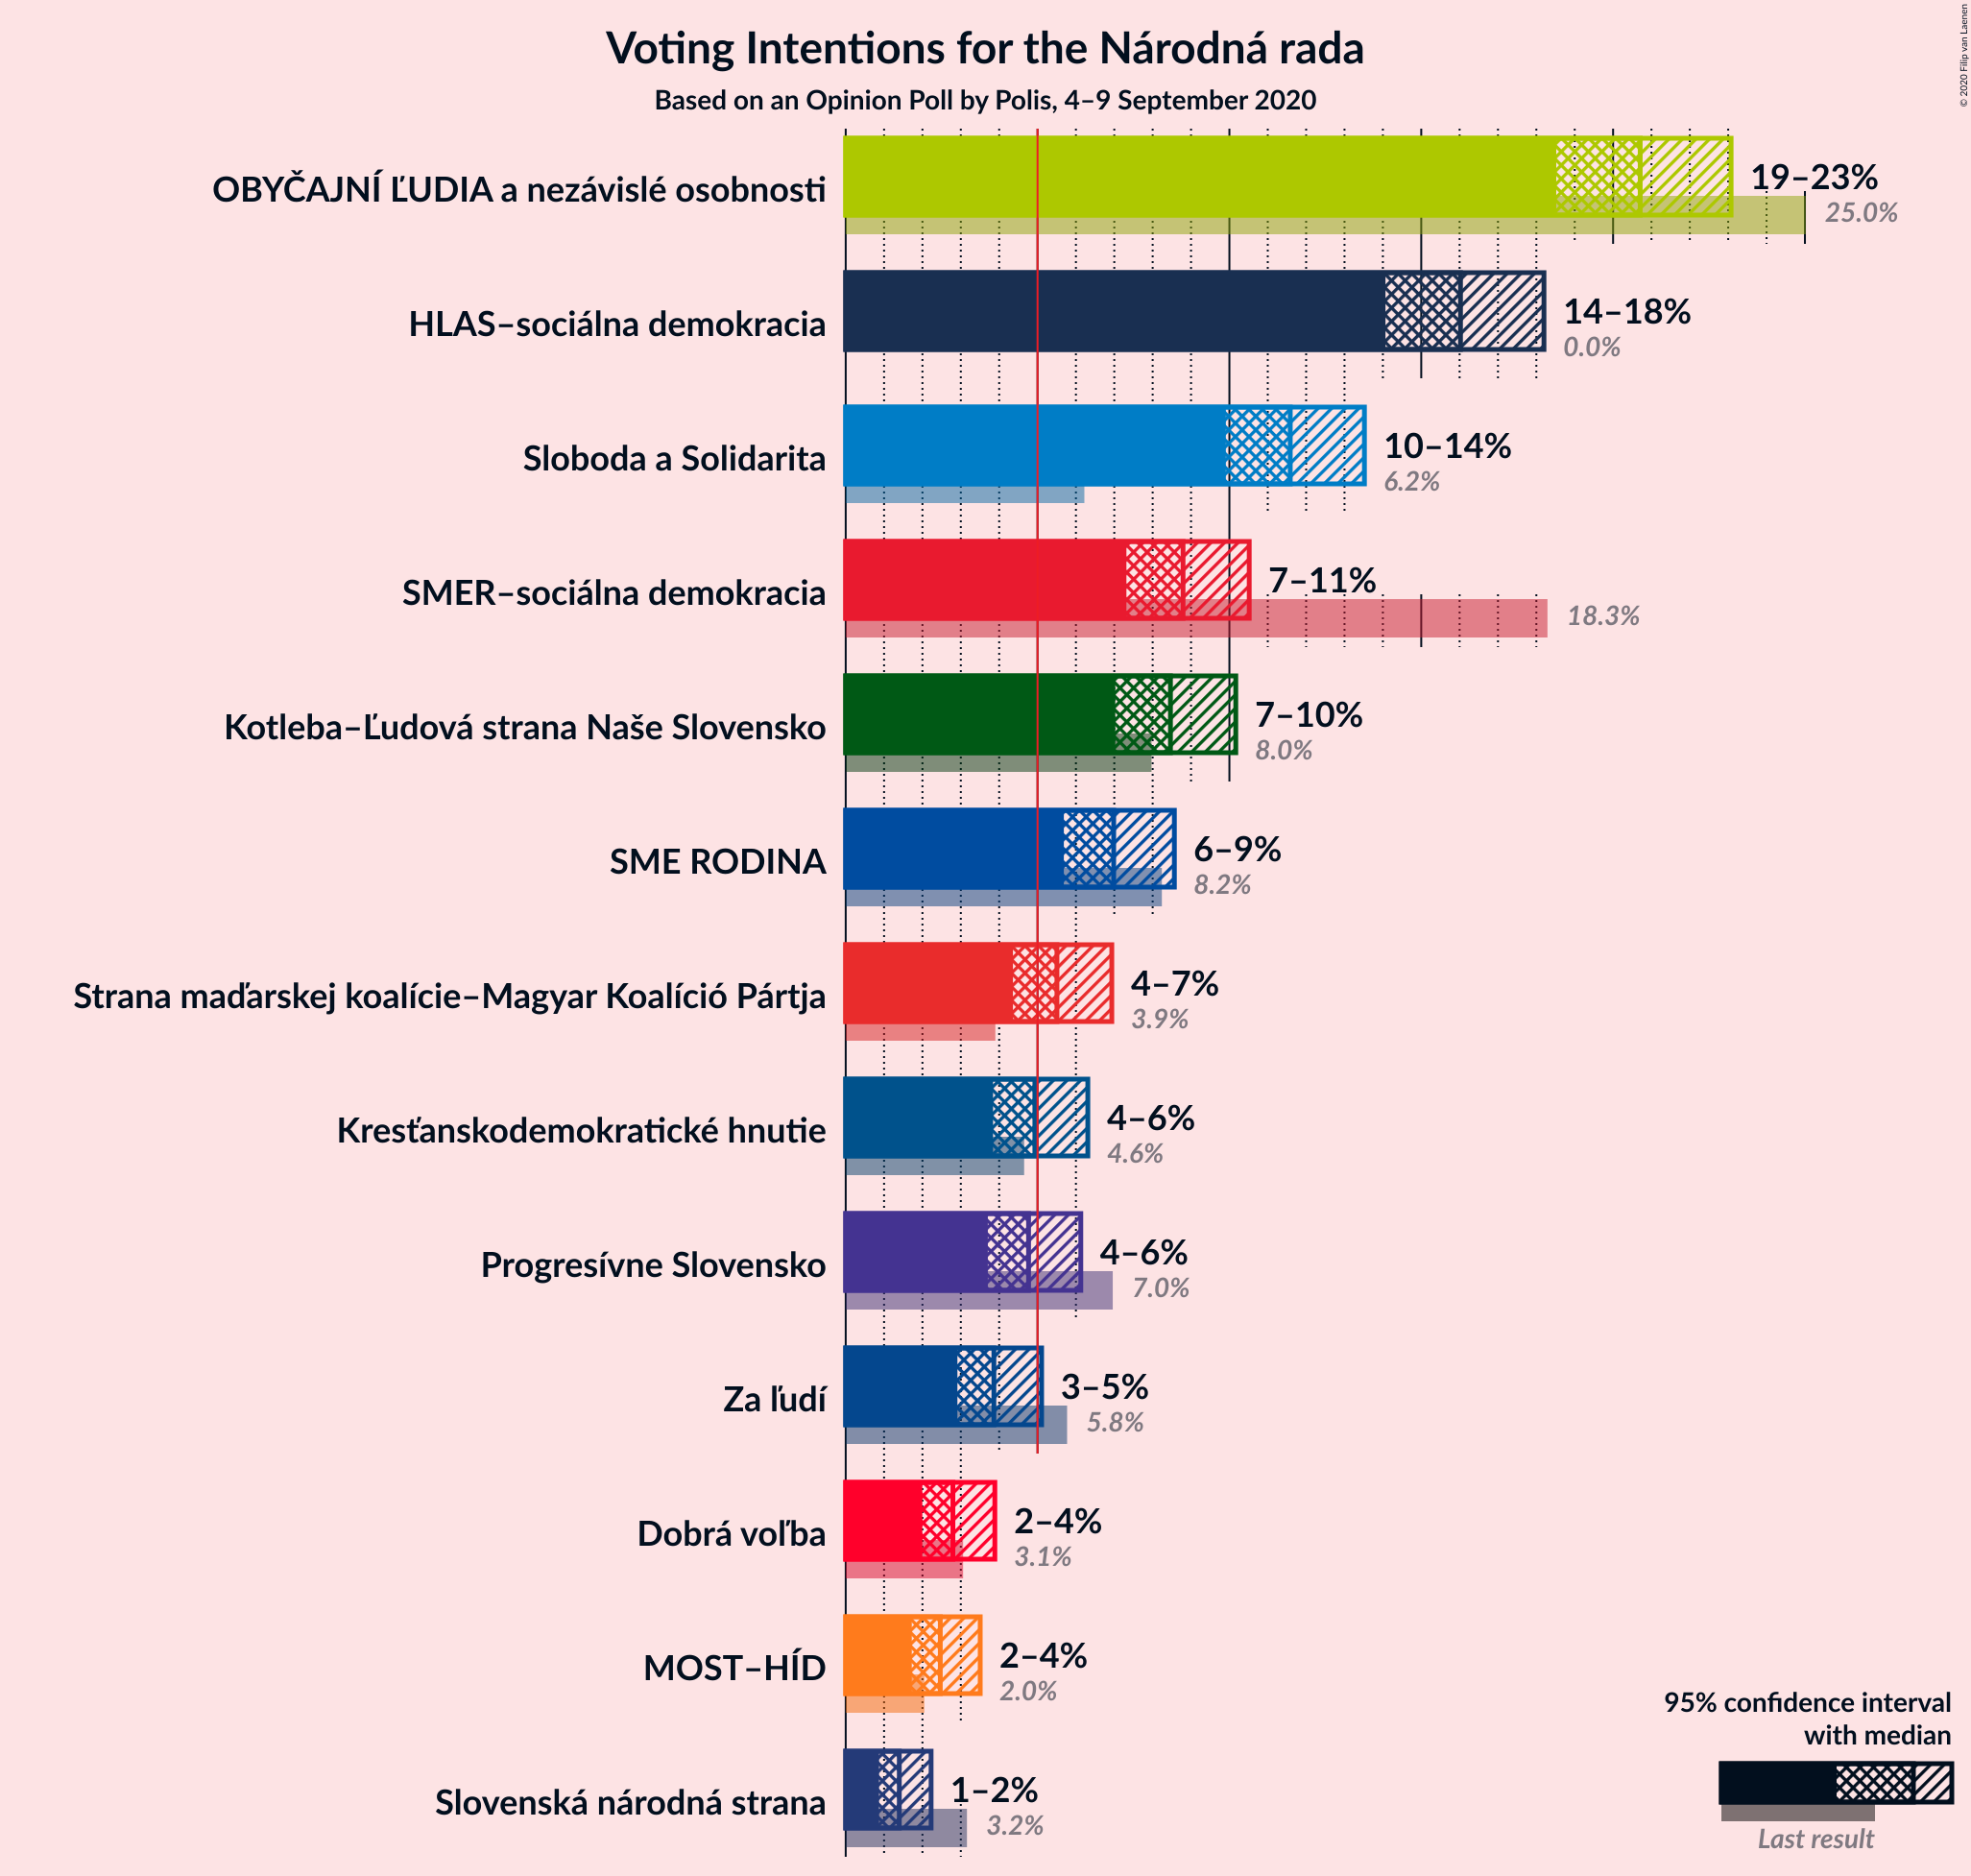 Voting Intentions for the Národná rada
Based on an Opinion Poll by Polis, 4–9 September 2020
© 2020 Filip van Laenen
OBYČAJNÍ ĽUDIA a nezávislé osobnosti
19–23%
25.0%
HLAS–sociálna demokracia
14–18%
0.0%
Sloboda a Solidarita
10–14%
6.2%
SMER–sociálna demokracia
7–11%
18.3%
Kotleba–Ľudová strana Naše Slovensko
7–10%
8.0%
SME RODINA
6–9%
8.2%
Strana maďarskej koalície–Magyar Koalíció Pártja
4–7%
3.9%
Kresťanskodemokratické hnutie
4–6%
4.6%
Progresívne Slovensko
4–6%
7.0%
Za ľudí
3–5%
5.8%
Dobrá voľba
2–4%
3.1%
MOST–HÍD
2–4%
2.0%
Slovenská národná strana
1–2%
3.2%
95% confidence interval
with median
Last result